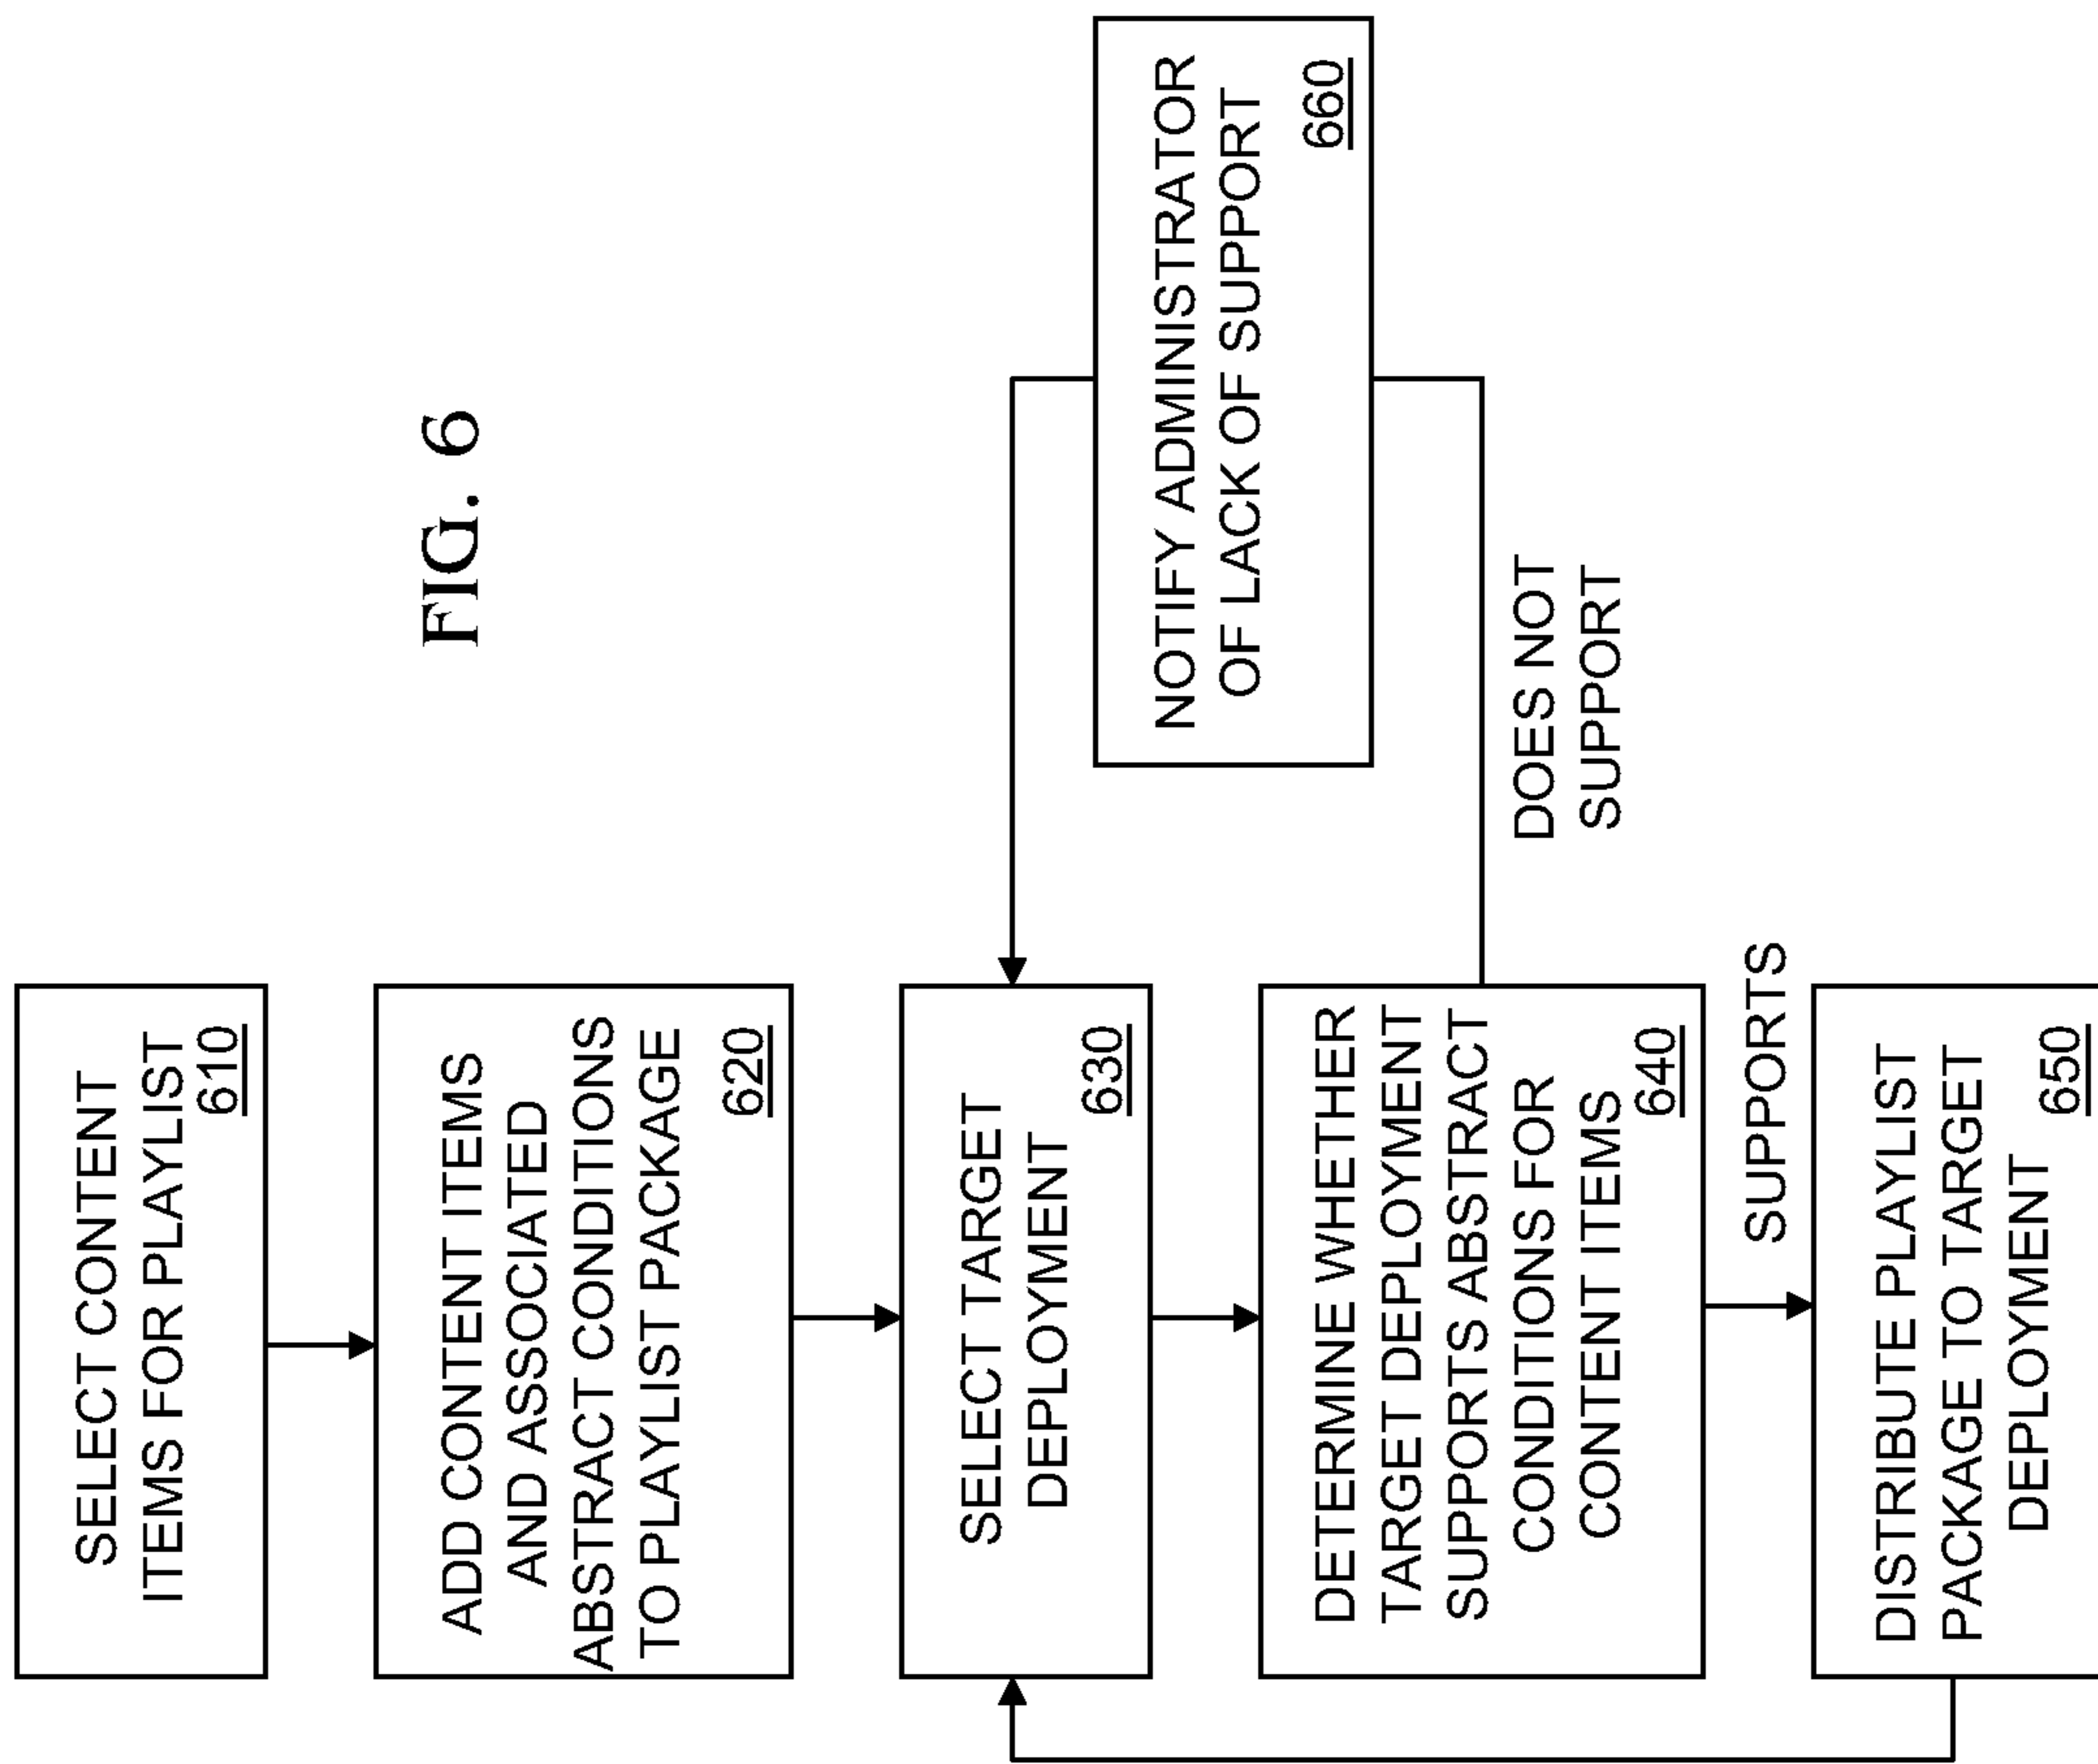 FIG. 6
SELECT CONTENT
ITEMS FOR PLAYLIST
610
ADD CONTENT ITEMS
AND ASSOCIATED
ABSTRACT CONDITIONS
TO PLAYLIST PACKAGE
620
SELECT TARGET
DEPLOYMENT
630
DETERMINE WHETHER
TARGET DEPLOYMENT
SUPPORTS ABSTRACT
CONDITIONS FOR
CONTENT ITEMS
640
SUPPORTS
DISTRIBUTE PLAYLIST
PACKAGE TO TARGET
DEPLOYMENT
650
DOES NOT
SUPPORT
NOTIFY ADMINISTRATOR
OF LACK OF SUPPORT
660